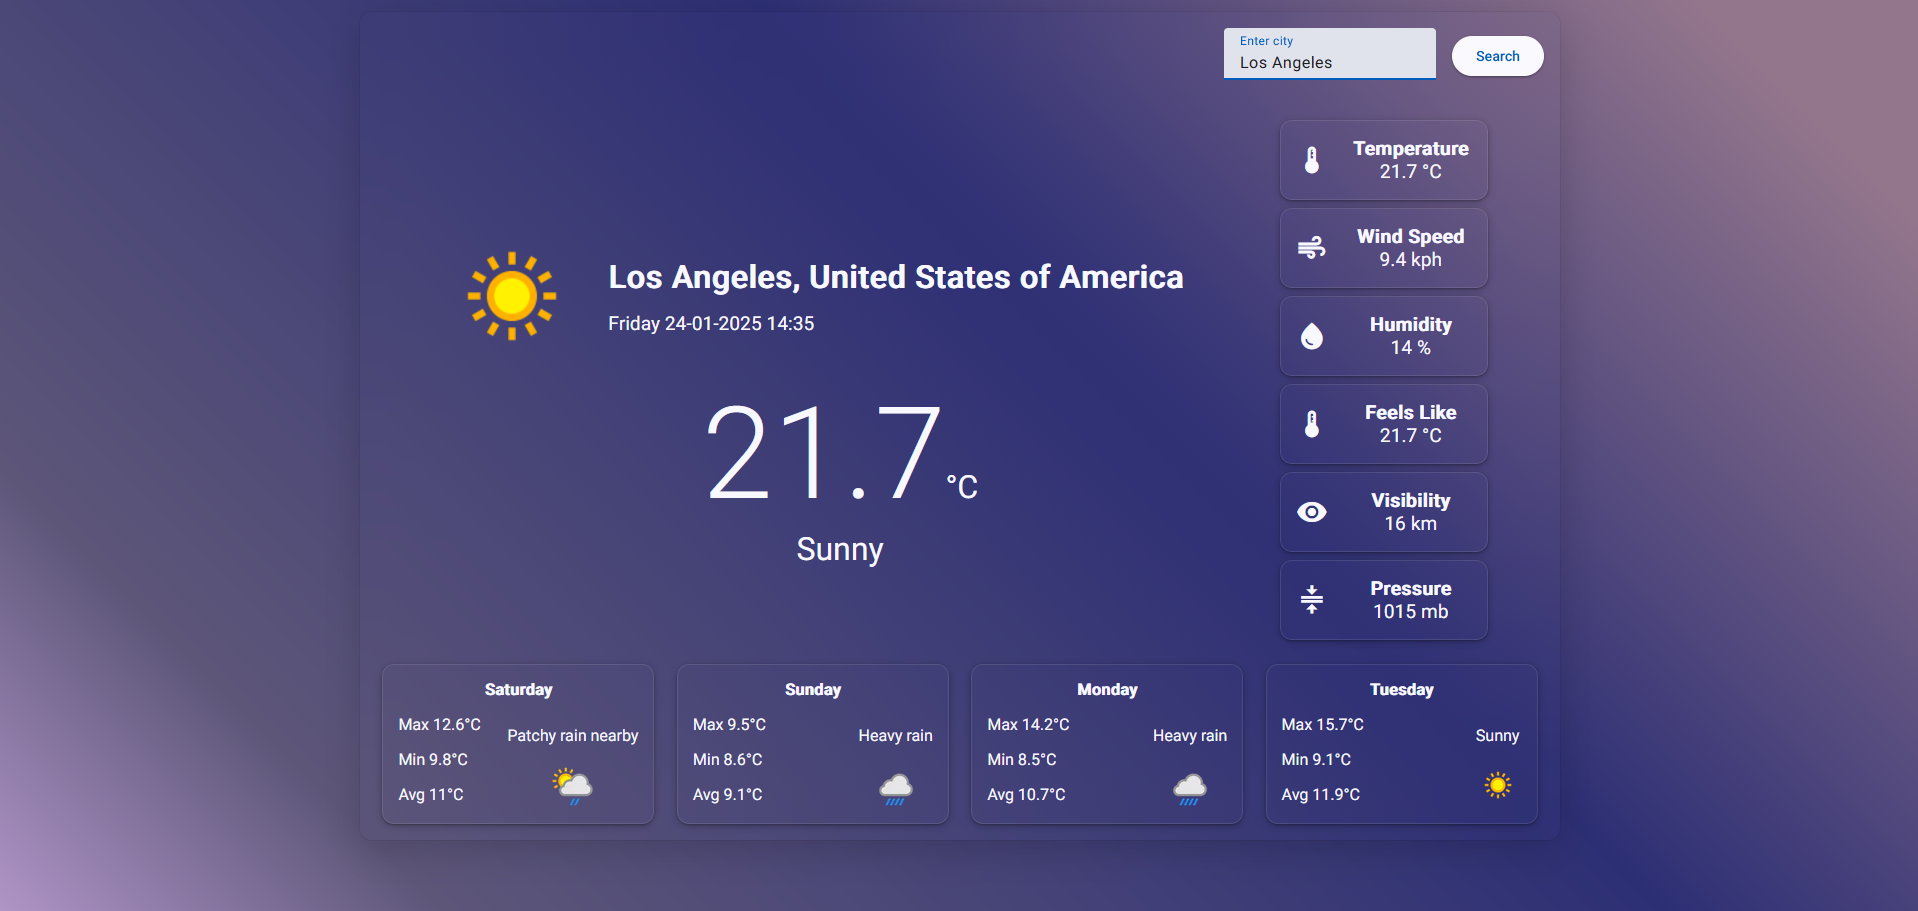 Enter city
Los Angeles
Search
Los Angeles, United States of America
Friday 24-01-2025 14:35
21.7 °C
Sunny
Temperature
21.7 °C
Wind Speed
9.4 kph
Humidity
14 %
Feels Like
21.7 °C
Visibility
16 km
Pressure
1015 mb
Saturday
Max 12.6°C
Min 9.8°C
Avg 11°C
Patchy rain nearby
Sunday
Max 9.5°C
Min 8.6°C
Avg 9.1°C
Heavy rain
Monday
Max 14.2°C
Min 8.5°C
Avg 10.7°C
Heavy rain
Tuesday
Max 15.7°C
Min 9.1°C
Avg 11.9°C
Sunny